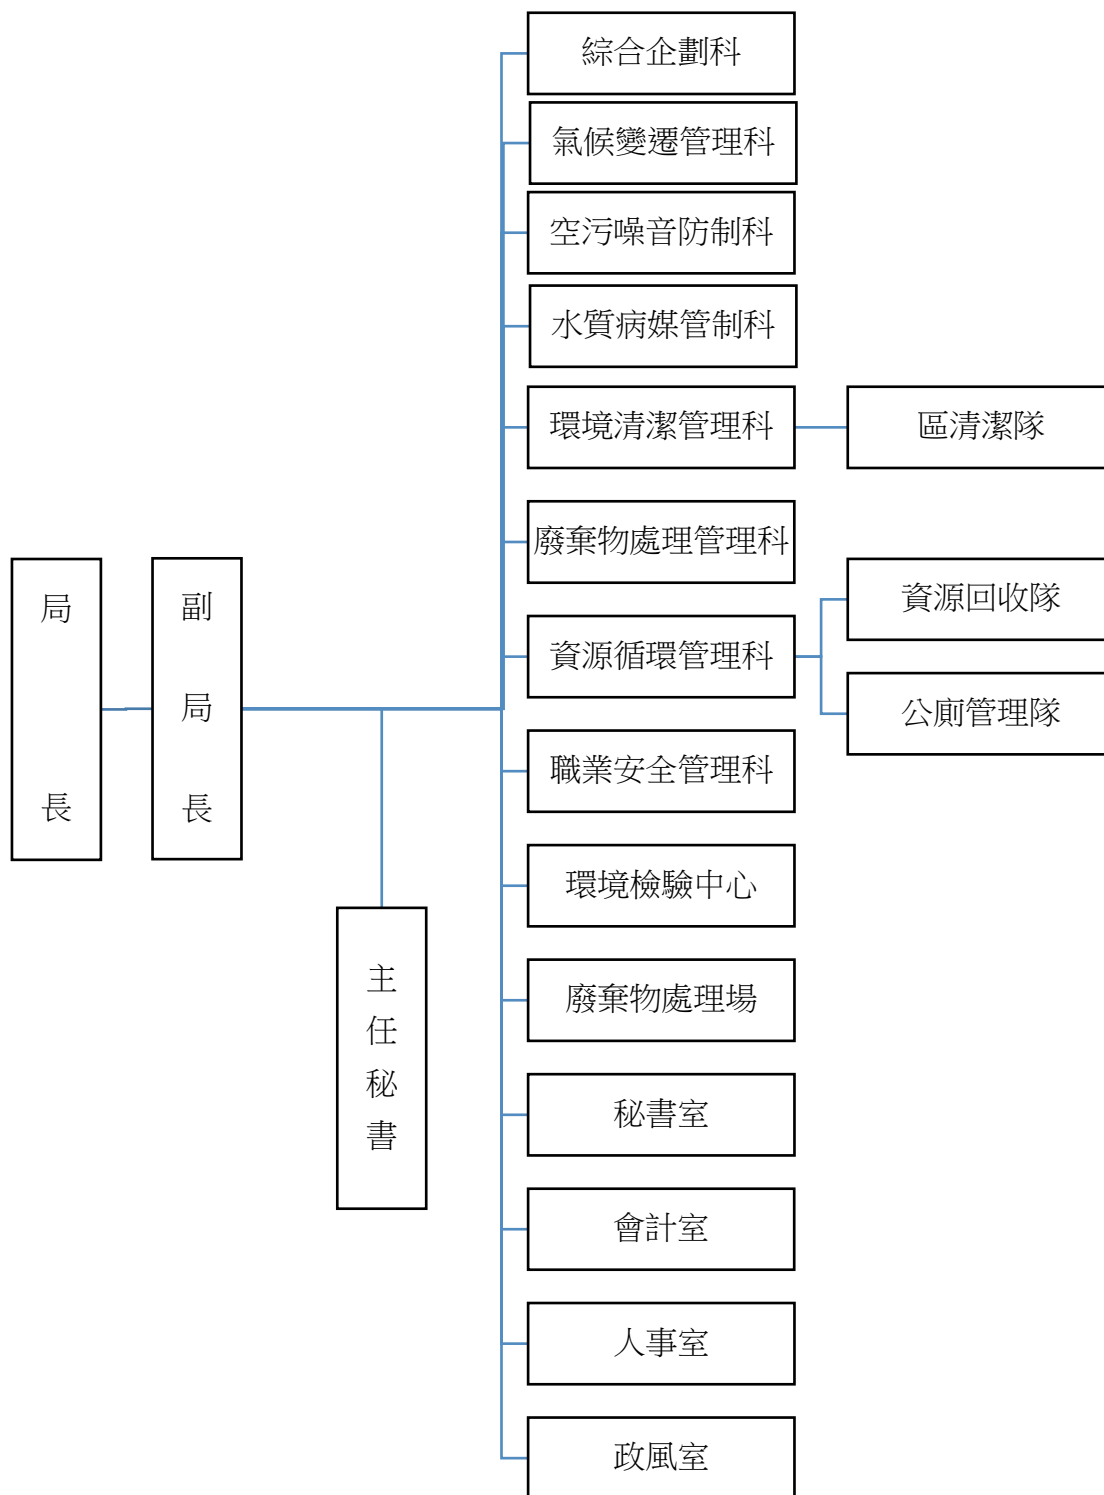 局長
副局長
主任秘書
綜合企劃科
氣候變遷管理科
空污噪音防制科
水質病媒管制科
環境清潔管理科
區清潔隊
廢棄物處理管理科
資源循環管理科
資源回收隊
公廁管理隊
職業安全管理科
環境檢驗中心
廢棄物處理場
秘書室
會計室
人事室
政風室